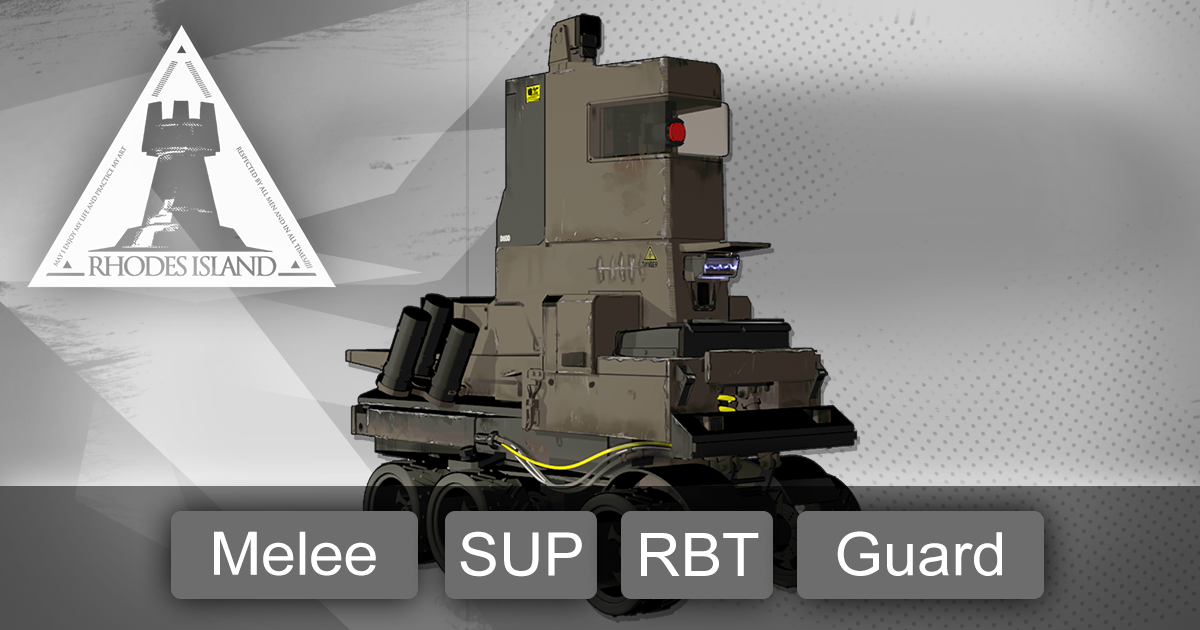 MAY I ENJOY MY LIFE AND PRACTICE MY ART
RESPECTED BY ALL MEN AND IN ALL TIMES!!!
RHODES ISLAND
DANGER
Melee
SUP
RBT
Guard